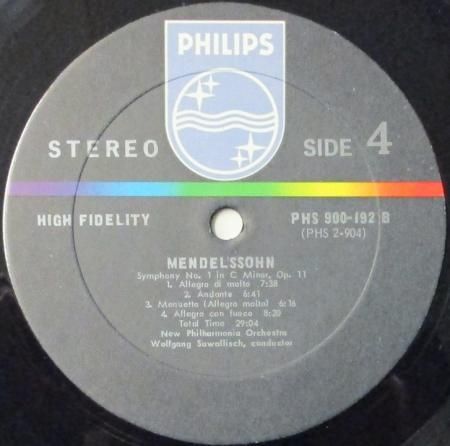 PHILIPS
STEREO
SIDE 4
HIGH FIDELITY
PHS 900-192 B
(PHS 2-904)
MENDELSSOHN
Symphony No. 1 in C Minor, Op. 11
1. Allegro di molto 7:38
2. Andante 6:41
3. Menuetto (Allegro molto) 6:16
4. Allegro con fuoco 8:20
Total Time 29:04
New Philharmonia Orchestra
Wolfgang Sawallisch, conductor